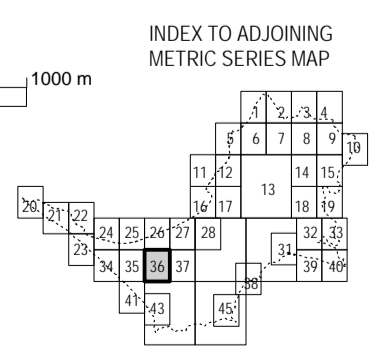 INDEX TO ADJOINING
METRIC SERIES MAP
1000 m
1 2 3 4
5 6 7 8 9 10
11 12 13 14 15
16 17 18 19
20 21 22
23 24 25 26 27 28 31 32 33
34 35 36 37 38 39 40
41 43 45